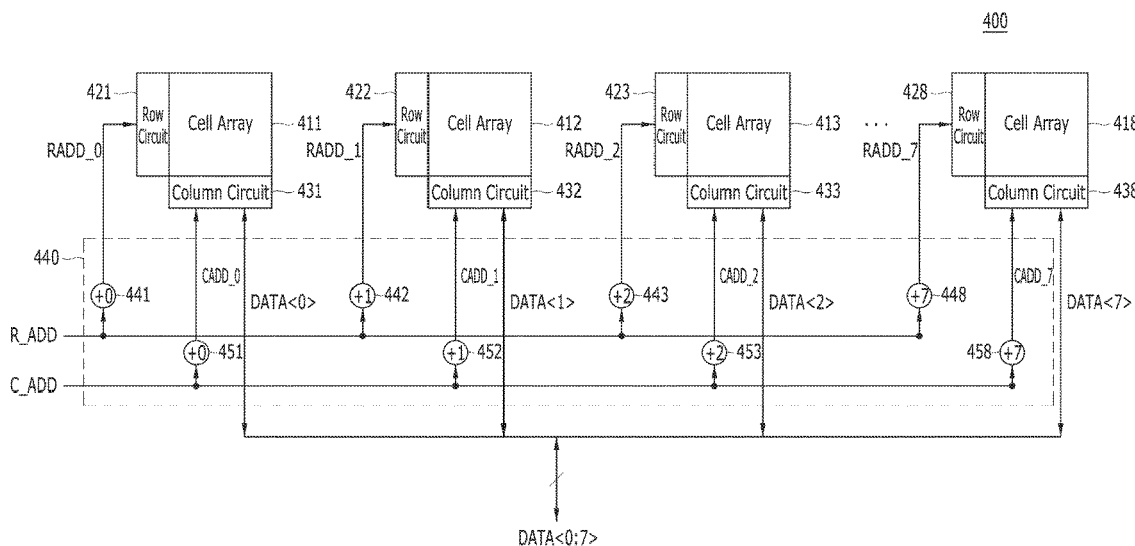 400
421
Row Circuit
Cell Array
411
422
Row Circuit
Cell Array
412
423
Row Circuit
Cell Array
413
. . .
428
Row Circuit
Cell Array
418
RADD_0
RADD_1
RADD_2
RADD_7
Column Circuit
431
Column Circuit
432
Column Circuit
433
Column Circuit
438
440
CADD_0
CADD_1
CADD_2
CADD_7
+0
441
DATA<0>
+1
442
DATA<1>
+2
443
DATA<2>
+7
448
DATA<7>
R_ADD
+0
451
+1
452
+2
453
458
+7
C_ADD
DATA<0:7>